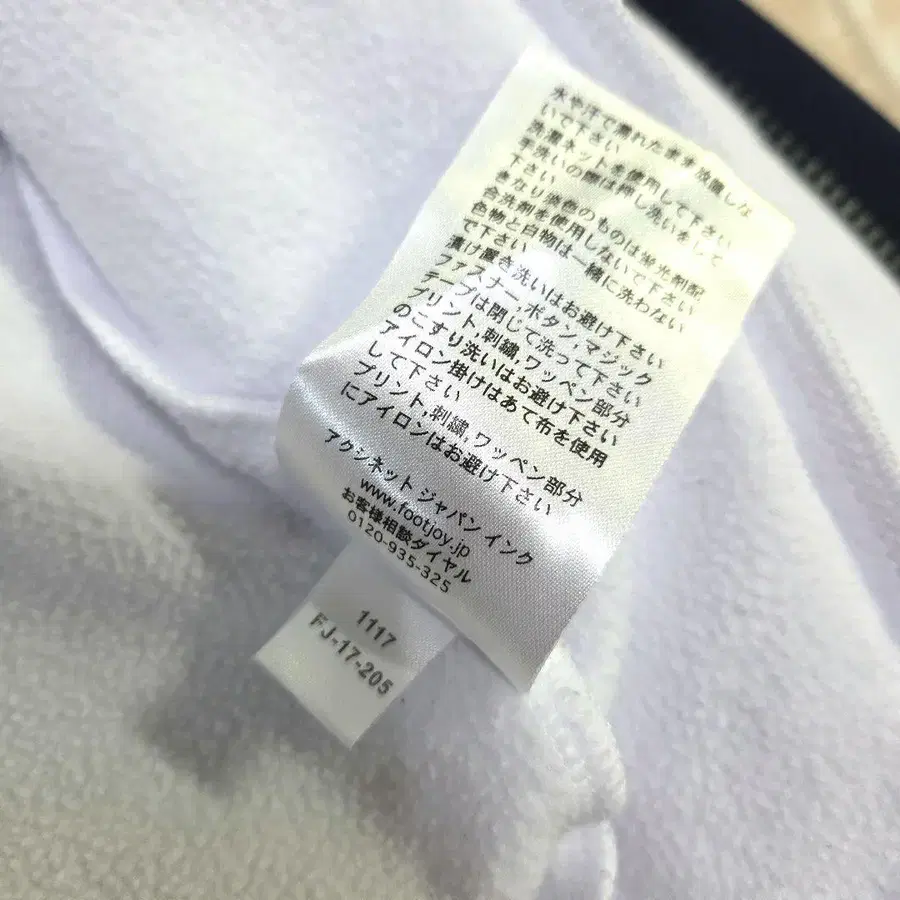 水や汗で濡れたまま放置しな
いで下さい
洗濯ネットを使用して下さい
手洗いの際は押し洗いをして
下さい
きなり淡色のものは蛍光剤配
合洗剤を使用しないで下さい
色物と白物は一緒に洗わない
で下さい
漬け置き洗いはお避け下さい
ファスナー,ボタン,マジック
テープは閉じて洗って下さい
プリント,刺繍,ワッペン部分
のこすり洗いはお避け下さい
アイロン掛けはあて布を使用
して下さい
プリント,刺繍,ワッペン部分
にアイロンはお避け下さい
アクシネット ジャパン インク
www.footjoy.jp
お客様相談ダイヤル
0120-935-325
1117
FJ-17-205